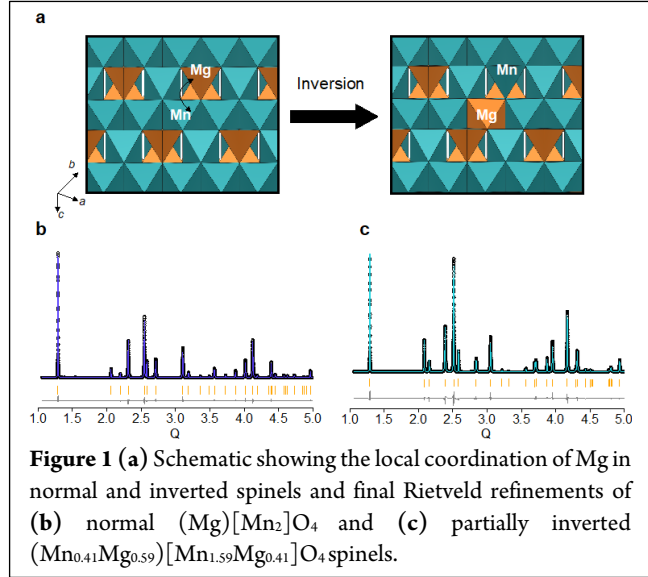 a
Mg
Mn
Inversion
Mn
Mg
b
a
c
b
c
1.0 1.5 2.0 2.5 3.0 3.5 4.0 4.5 5.0
Q
1.0 1.5 2.0 2.5 3.0 3.5 4.0 4.5 5.0
Q
Figure 1 (a) Schematic showing the local coordination of Mg in
normal and inverted spinels and final Rietveld refinements of
(b) normal (Mg)[Mn₂]O₄ and (c) partially inverted
(Mn₀.₄₁Mg₀.₅₉)[Mn₁.₅₉Mg₀.₄₁]O₄ spinels.